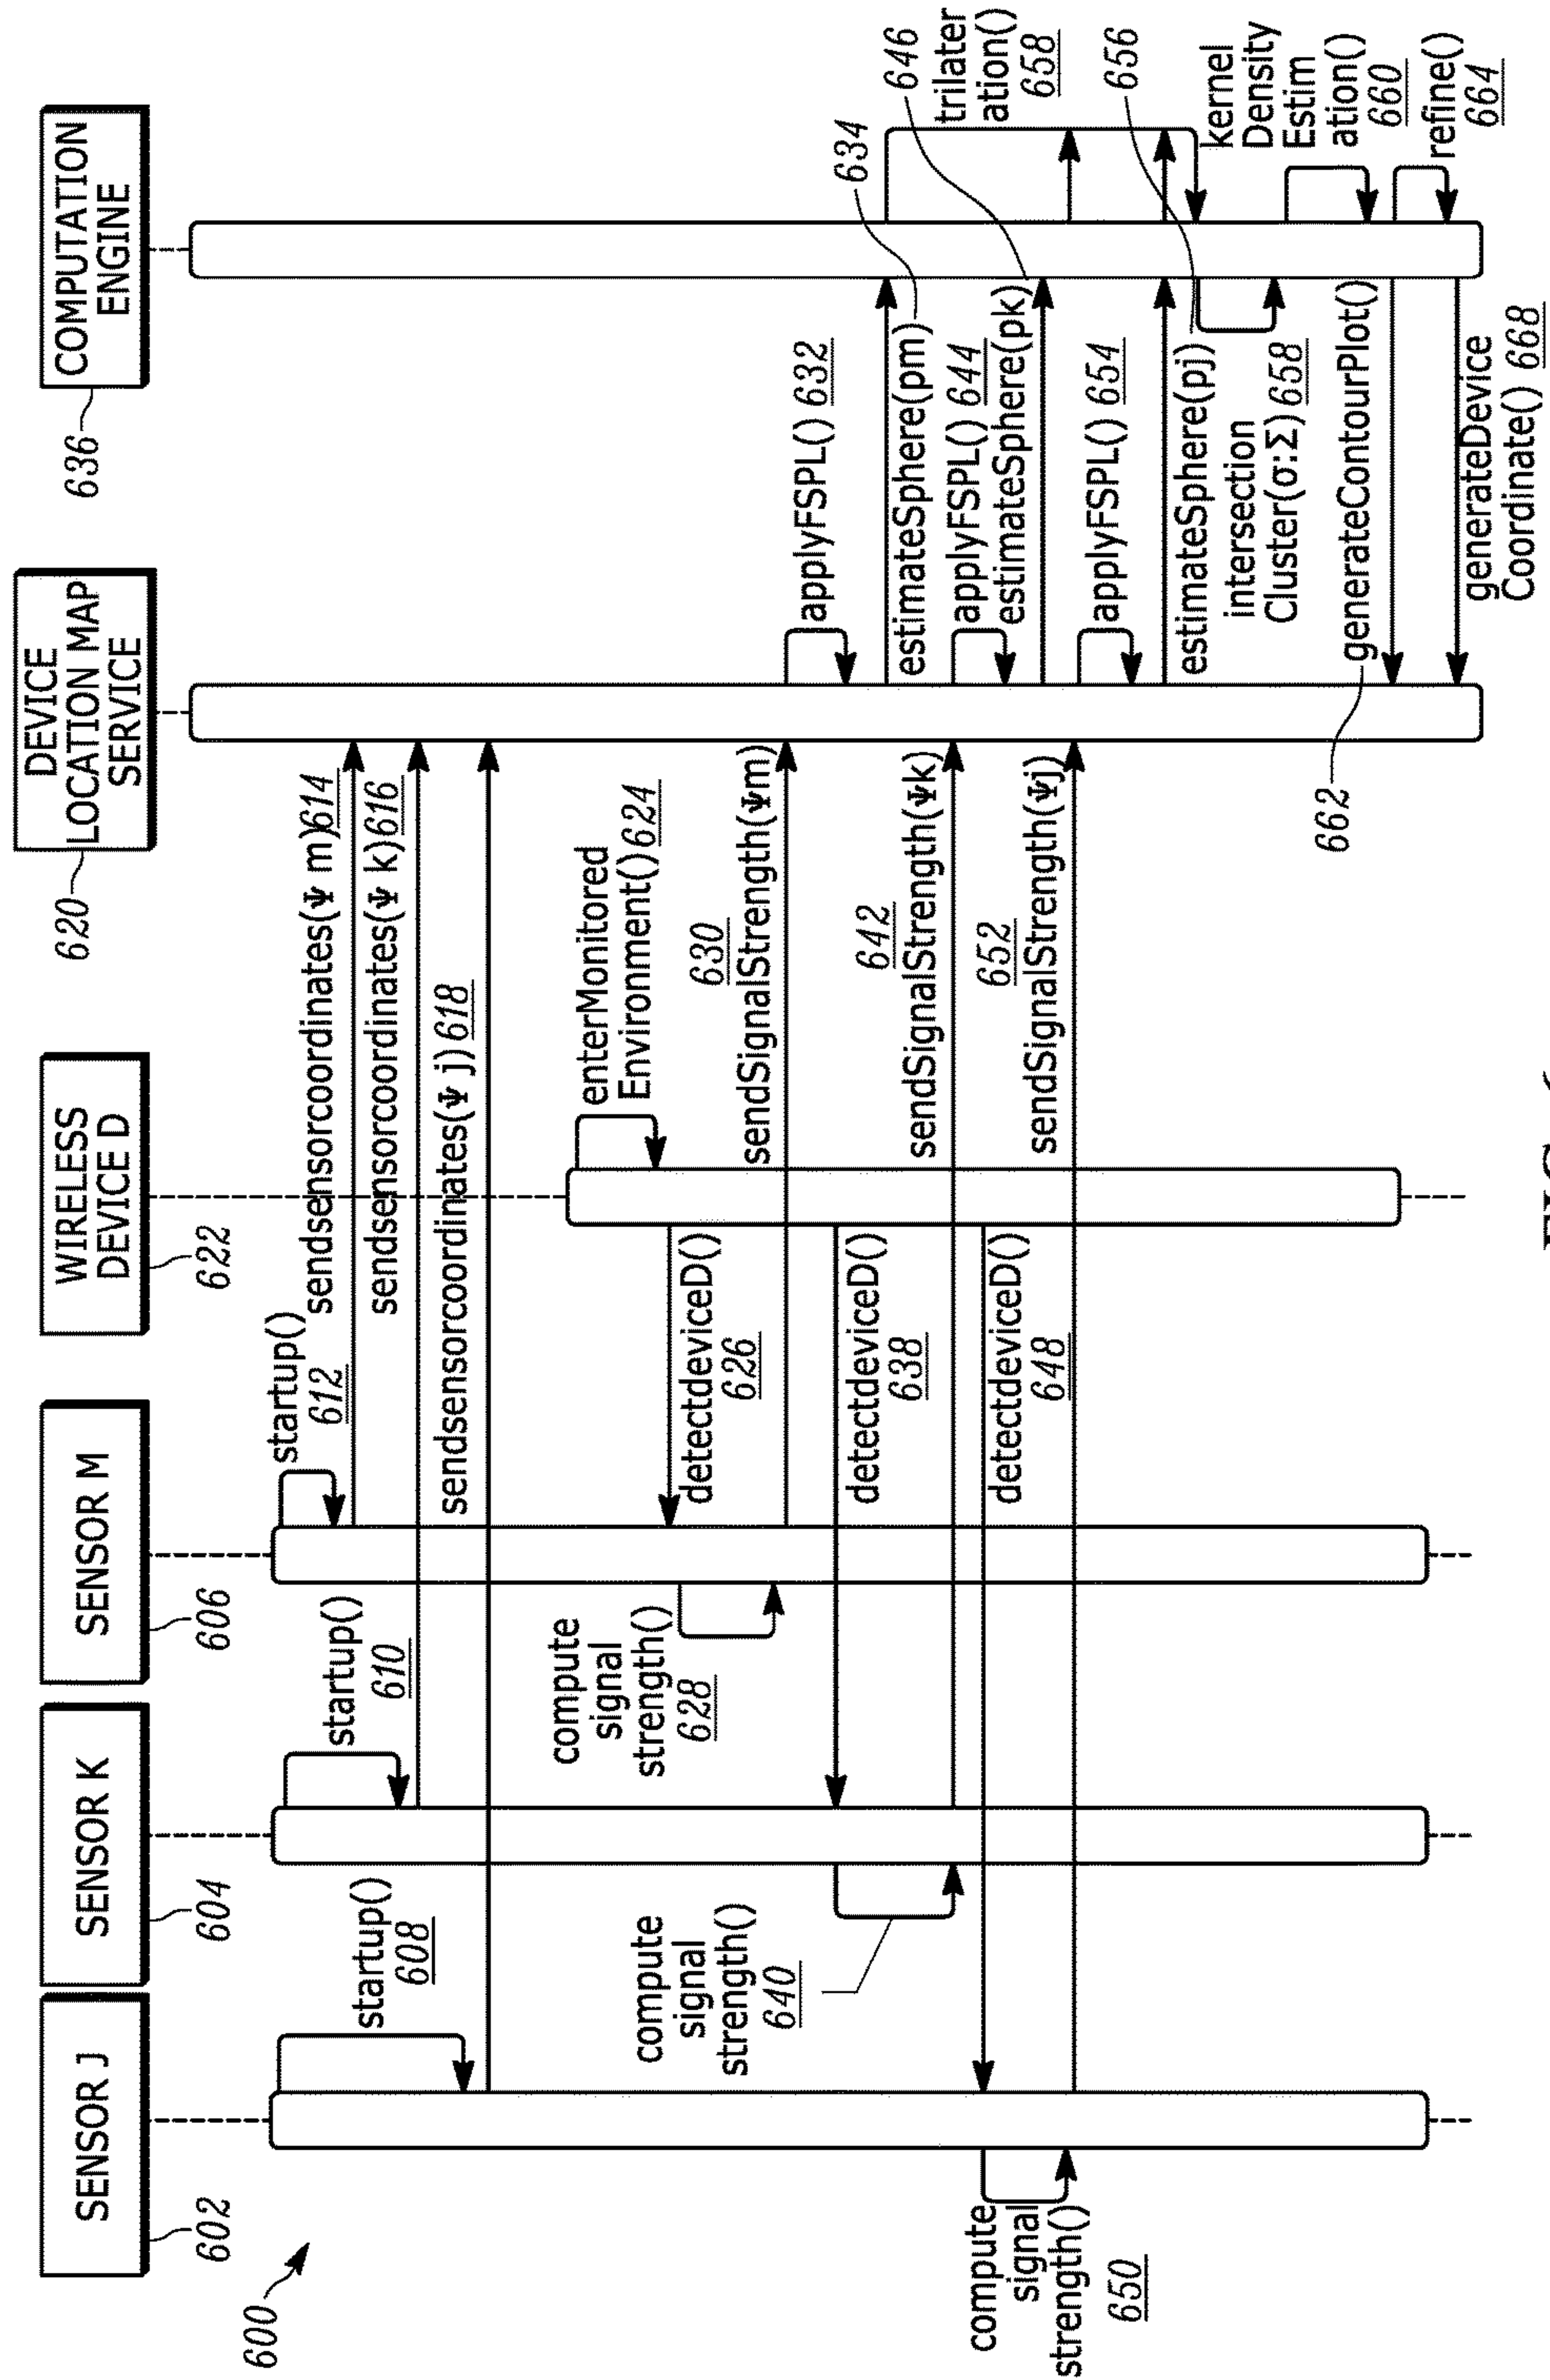 600
SENSOR J
602
SENSOR K
604
SENSOR M
606
WIRELESS
DEVICE D
622
DEVICE
LOCATION MAP
SERVICE
620
COMPUTATION
ENGINE
636
startup()
612
sendsensorcoordinates(Ψ m)614
startup()
610
sendsensorcoordinates(Ψ k)616
startup()
608
sendsensorcoordinates(Ψ j)618
enterMonitored
Environment()624
detectdeviceD()
626
compute
signal
strength()
628
630
sendSignalStrength(Ψm)
applyFSPL()632
estimateSphere(pm)
634
detectdeviceD()
638
compute
signal
strength()
640
642
sendSignalStrength(Ψk)
applyFSPL()644
estimateSphere(pk)
646
detectdeviceD()
648
compute
signal
strength()
650
652
sendSignalStrength(Ψj)
applyFSPL()654
estimateSphere(pj)
656
trilater
ation()
658
intersection
Cluster(σ:Σ)658
kernel
Density
Estim
ation()
660
generateContourPlot()
662
refine()
664
generateDevice
Coordinate()668